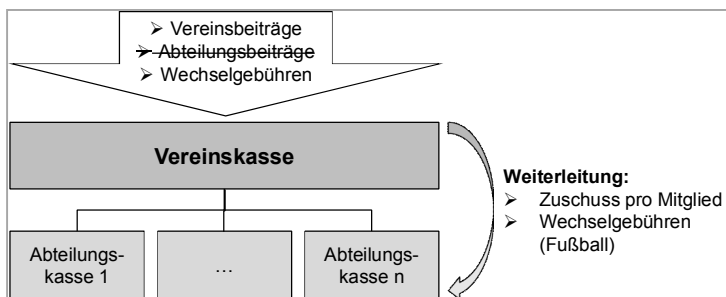 ➢ Vereinsbeiträge
➢ Abteilungsbeiträge
➢ Wechselgebühren
Vereinskasse
Weiterleitung:
➢ Zuschuss pro Mitglied
➢ Wechselgebühren
(Fußball)
Abteilungs-
kasse 1
…
Abteilungs-
kasse n